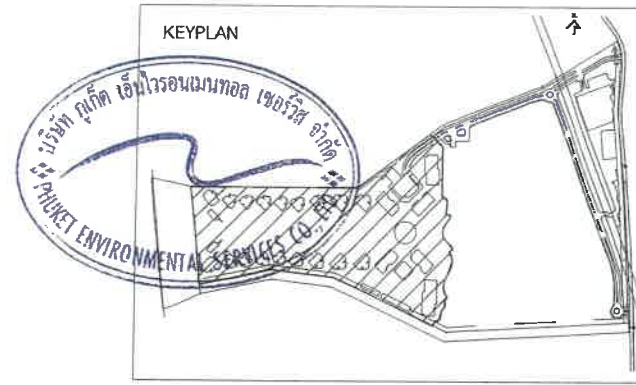 KEYPLAN
บริษัท ภูเก็ต เอ็นไวรอนเมนทอล เซอร์วิส จำกัด
PHUKET ENVIRONMENTAL SERVICES CO., LTD.